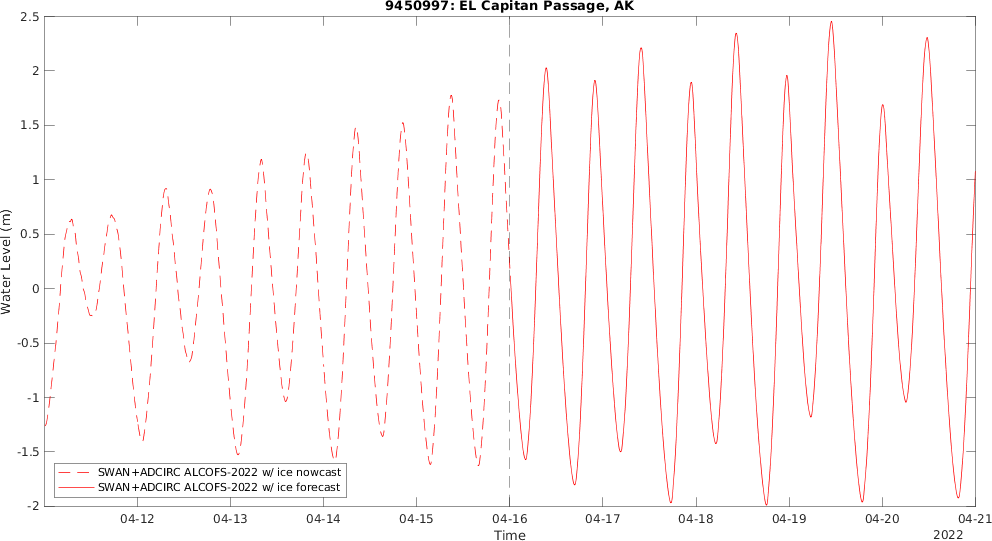 9450997: EL Capitan Passage, AK
2.5
2
1.5
1
0.5
0
-0.5
-1
-1.5
-2
Water Level (m)
SWAN+ADCIRC ALCOFS-2022 w/ ice nowcast
SWAN+ADCIRC ALCOFS-2022 w/ ice forecast
04-12 04-13 04-14 04-15 04-16 04-17 04-18 04-19 04-20 04-21
Time
2022